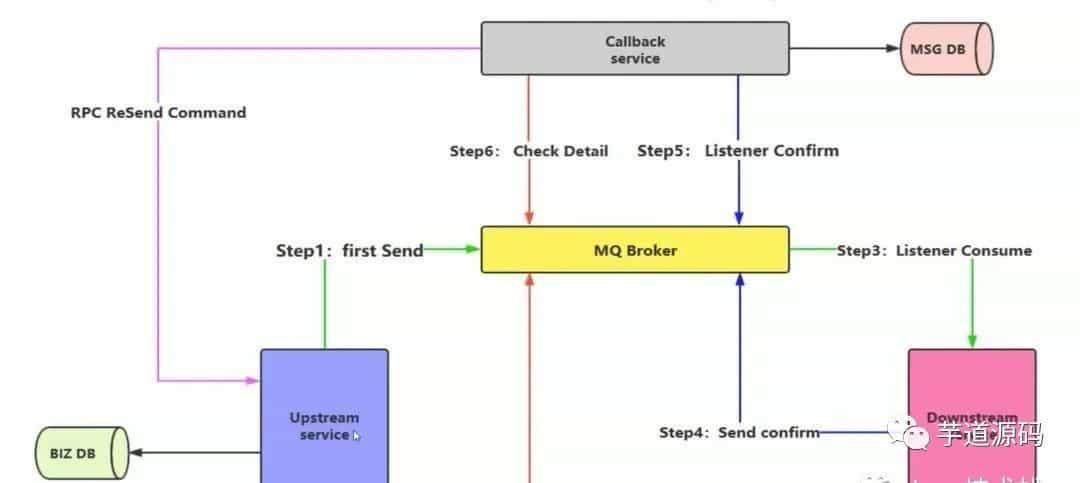 Callback
service
MSG DB
RPC ReSend Command
Step6： Check Detail
Step5： Listener Confirm
Step1：first Send
MQ Broker
Step3：Listener Consume
Upstream
service
Downstream
芋道源码
Step4：Send confirm
BIZ DB